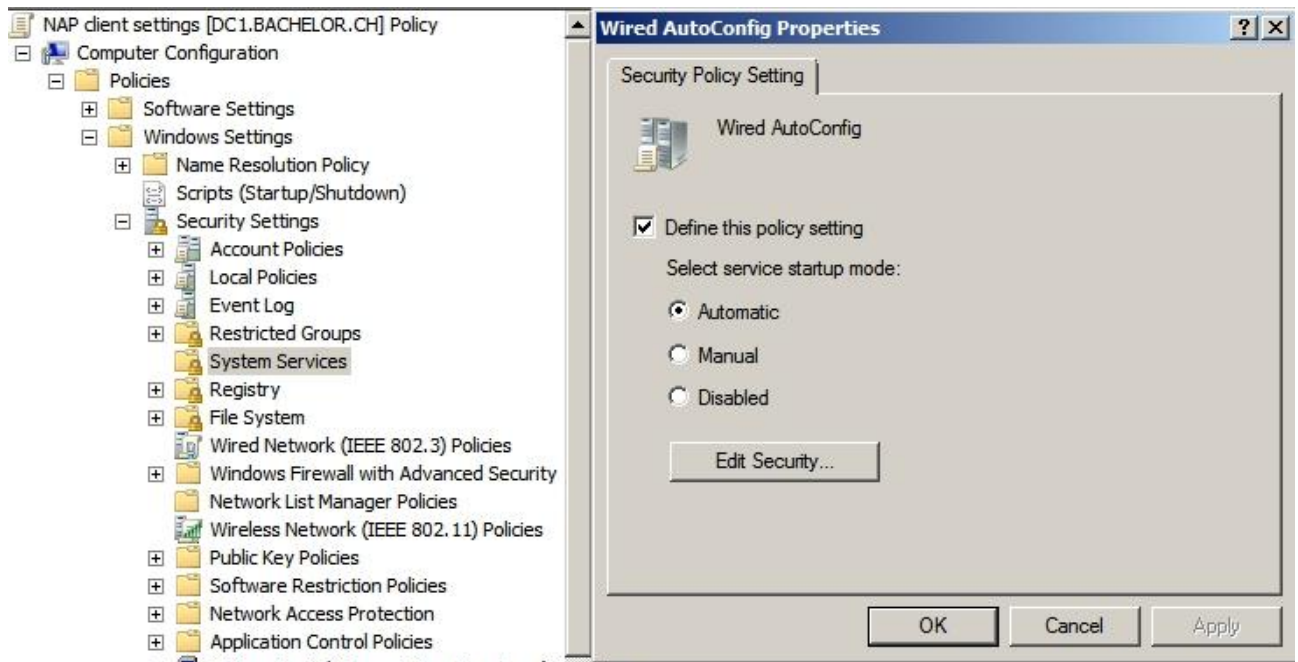 NAP client settings [DC1.BACHELOR.CH] Policy
Computer Configuration
Policies
Software Settings
Windows Settings
Name Resolution Policy
Scripts (Startup/Shutdown)
Security Settings
Account Policies
Local Policies
Event Log
Restricted Groups
System Services
Registry
File System
Wired Network (IEEE 802.3) Policies
Windows Firewall with Advanced Security
Network List Manager Policies
Wireless Network (IEEE 802.11) Policies
Public Key Policies
Software Restriction Policies
Network Access Protection
Application Control Policies
Wired AutoConfig Properties
Security Policy Setting
Wired AutoConfig
Define this policy setting
Select service startup mode:
Automatic
Manual
Disabled
Edit Security...
OK Cancel Apply